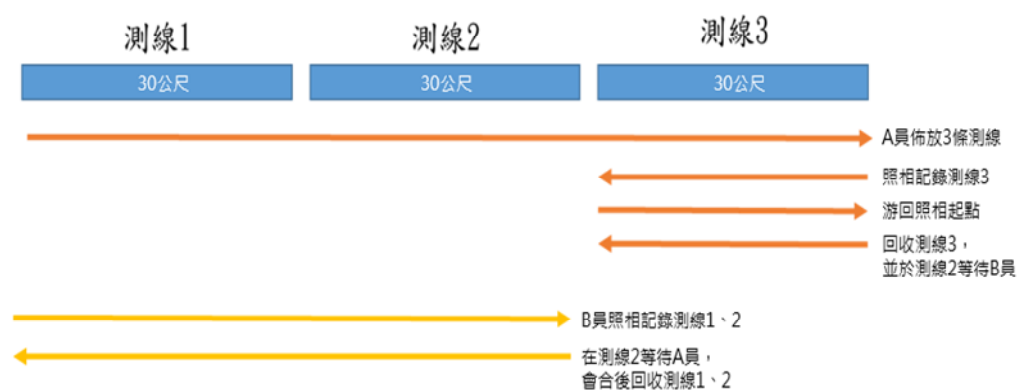 測線1
測線2
測線3
30公尺
30公尺
30公尺
A員佈放3條測線
照相記錄測線3
游回照相起點
回收測線3，
並於測線2等待B員
B員照相記錄測線1、2
在測線2等待A員，
會合後回收測線1、2